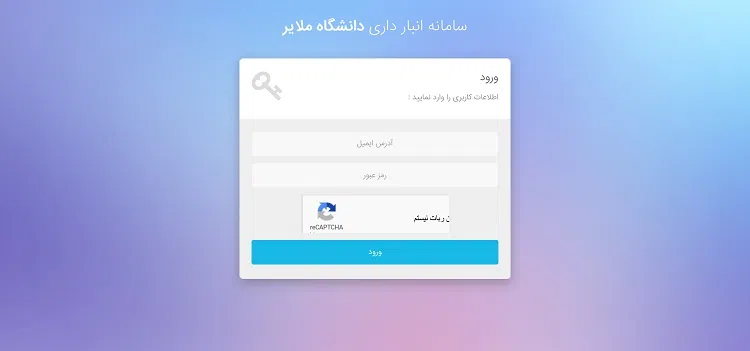 سامانه انبار داری دانشگاه ملایر
ورود
اطلاعات کاربری را وارد نمایید :
آدرس ایمیل
رمز عبور
ن ربات نیستم
reCAPTCHA
ورود